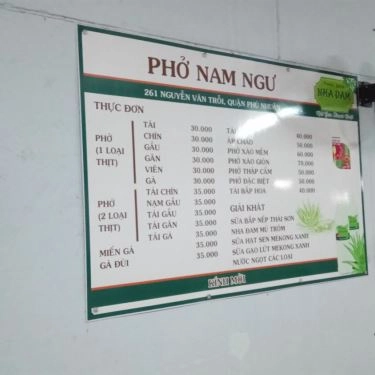 PHỞ NAM NGƯ
261 NGUYỄN VĂN TRỖI, QUẬN PHÚ NHUẬN
NHA ĐAM
THỰC ĐƠN
PHỞ
(1 LOẠI
THỊT)
TÁI 30.000
CHÍN 30.000
GẦU 30.000
GÂN 30.000
VIÊN 30.000
GÀ 30.000
PHỞ
(2 LOẠI
THỊT)
TÁI CHÍN 35.000
NẠM GẦU 35.000
TÁI GẦU 35.000
TÁI GÂN 35.000
TÁI GÀ 35.000
MIẾN GÀ 35.000
GÀ ĐÙI 35.000
40.000
ÁP CHẢO 50.000
PHỞ XÀO MỀM 60.000
PHỞ XÀO GIÒN 70.000
PHỞ THẬP CẨM 50.000
PHỞ ĐẶC BIỆT 50.000
TÁI BẮP HOA 40.000
GIẢI KHÁT
SỮA BẮP NẾP THÁI SƠN
NHA ĐAM MỦ TRÔM
SỮA HẠT SEN MEKONG XANH
SỮA GẠO LỨT MEKONG XANH
NƯỚC NGỌT CÁC LOẠI
KÍNH MỜI